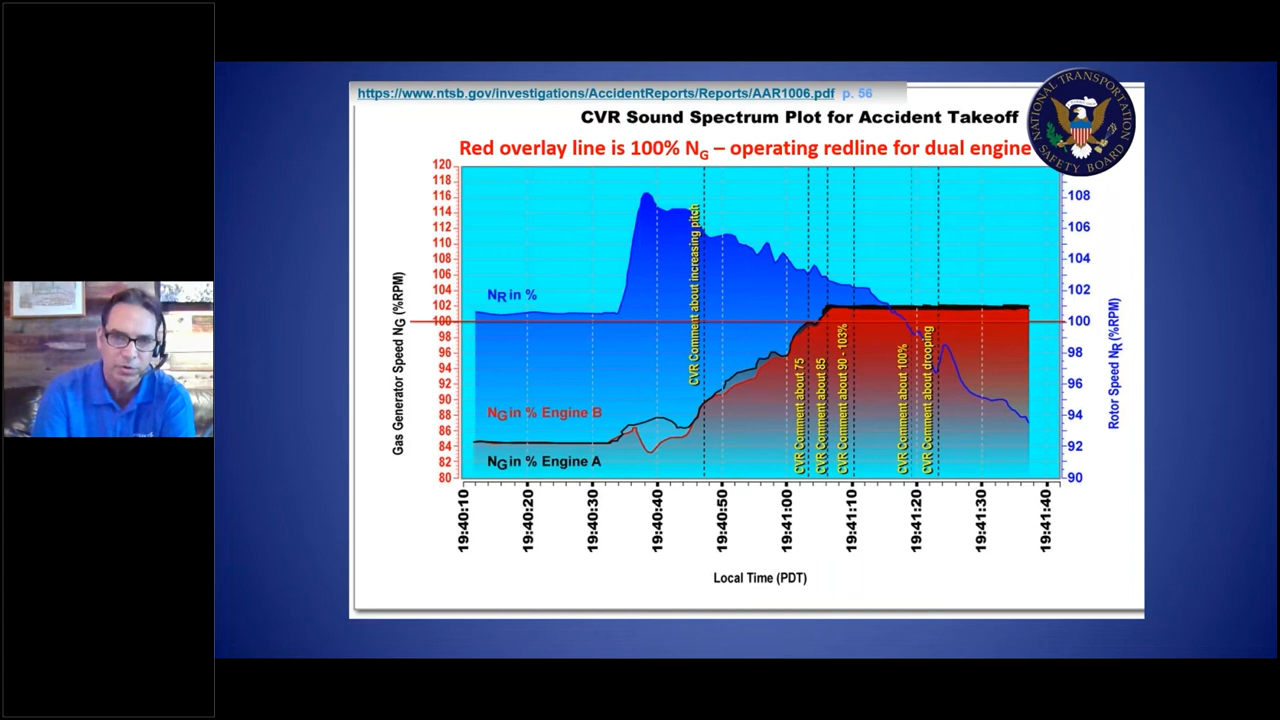 https://www.ntsb.gov/investigations/AccidentReports/Reports/AAR1006.pdf p. 56
NATIONAL TRANSPORTATION SAFETY BOARD
CVR Sound Spectrum Plot for Accident Takeoff
Red overlay line is 100% NG – operating redline for dual engine
120
118
116
114
112
110
108
106
104
102
100
98
96
94
92
90
88
86
84
82
80
Gas Generator Speed NG (%RPM)
NR in %
NG in % Engine B
NG in % Engine A
CVR Comment about increasing pitch
CVR Comment about 75
CVR Comment about 85
CVR Comment about 90 - 103%
CVR Comment about 100%
CVR Comment about drooping
108
106
104
102
100
98
96
94
92
90
Rotor Speed NR (%RPM)
19:40:10
19:40:20
19:40:30
19:40:40
19:40:50
19:41:00
19:41:10
19:41:20
19:41:30
19:41:40
Local Time (PDT)